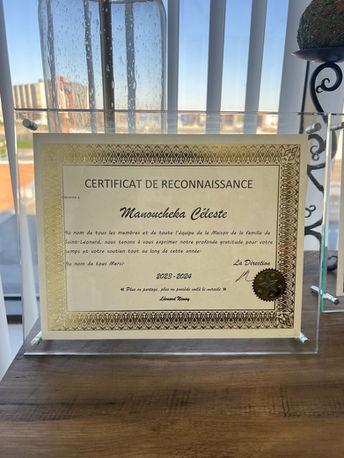 CERTIFICAT DE RECONNAISSANCE
Manoucheka Céleste
Au nom de tous les membres et de toute l'équipe de la Maison de la famille de
Saint-Léonard, nous tenons à vous exprimer notre profonde gratitude pour votre
temps et votre soutien tout au long de cette année.
Au nom de tous Merci
La Direction
2023-2024
« Plus on partage, plus on possède voilà le miracle »
Léonard Nimoy